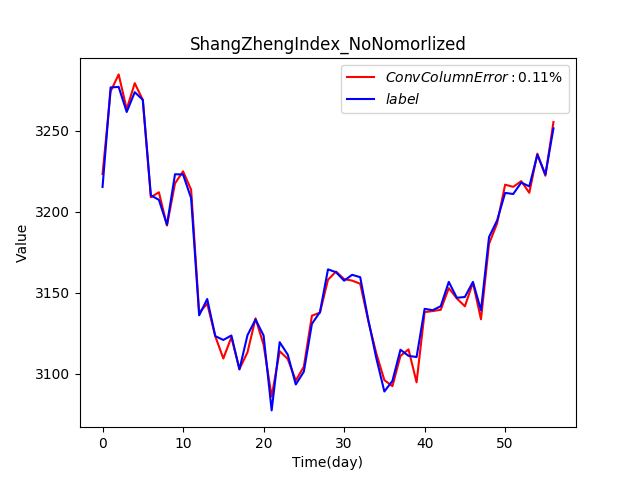 ShangZhengIndex_NoNomorlized
ConvColumnError: 0.11%
label
Value
3250
3200
3150
3100
0 10 20 30 40 50
Time(day)